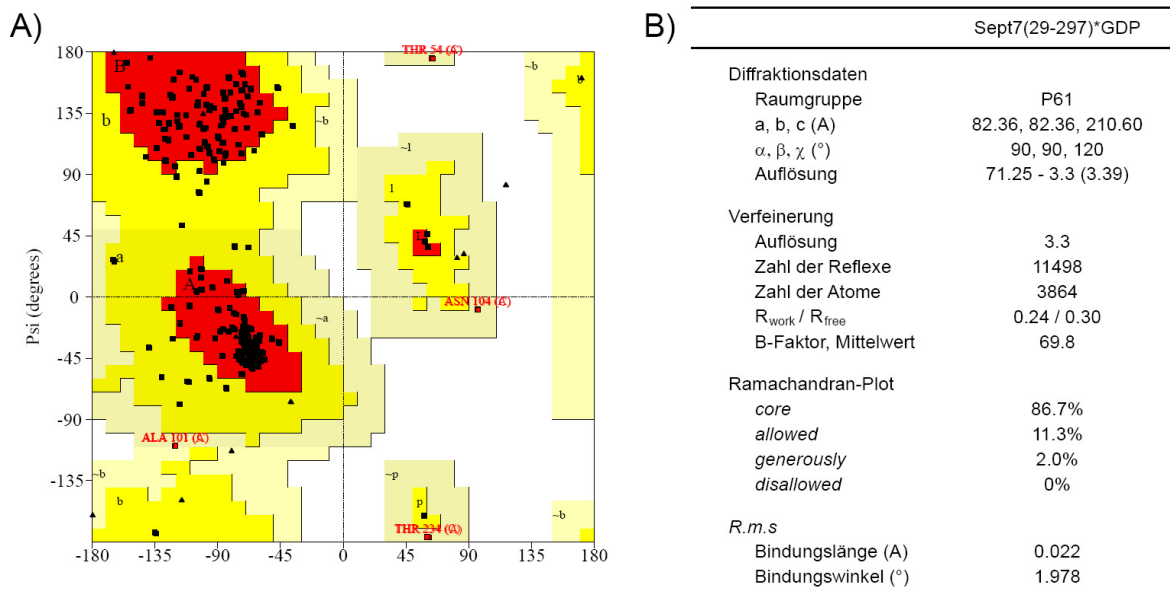 A)
B)
Sept7(29-297)*GDP
Diffraktionsdaten
Raumgruppe P61
a, b, c (A) 82.36, 82.36, 210.60
α, β, χ (°) 90, 90, 120
Auflösung 71.25 - 3.3 (3.39)
Verfeinerung
Auflösung 3.3
Zahl der Reflexe 11498
Zahl der Atome 3864
Rwork / Rfree 0.24 / 0.30
B-Faktor, Mittelwert 69.8
Ramachandran-Plot
core 86.7%
allowed 11.3%
generously 2.0%
disallowed 0%
R.m.s
Bindungslänge (A) 0.022
Bindungswinkel (°) 1.978
Psi (degrees)
180
135
90
45
0
-45
-90
-135
-180 -135 -90 -45 0 45 90 135 180
THR 54
B
b
~b
~b
~l
l
L
a
A
~a
ASN 104
ALA 101
~b
b
~p
p
~b
THR 234